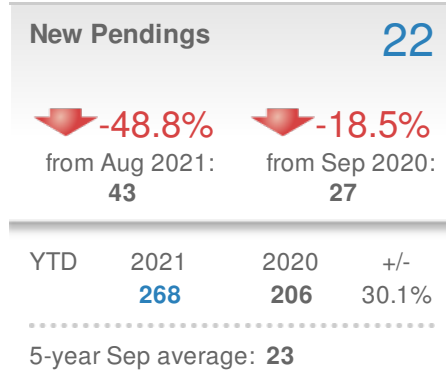 New Pendings 22
-48.8% -18.5%
from Aug 2021: from Sep 2020:
43 27
YTD 2021 2020 +/-
268 206 30.1%
5-year Sep average: 23